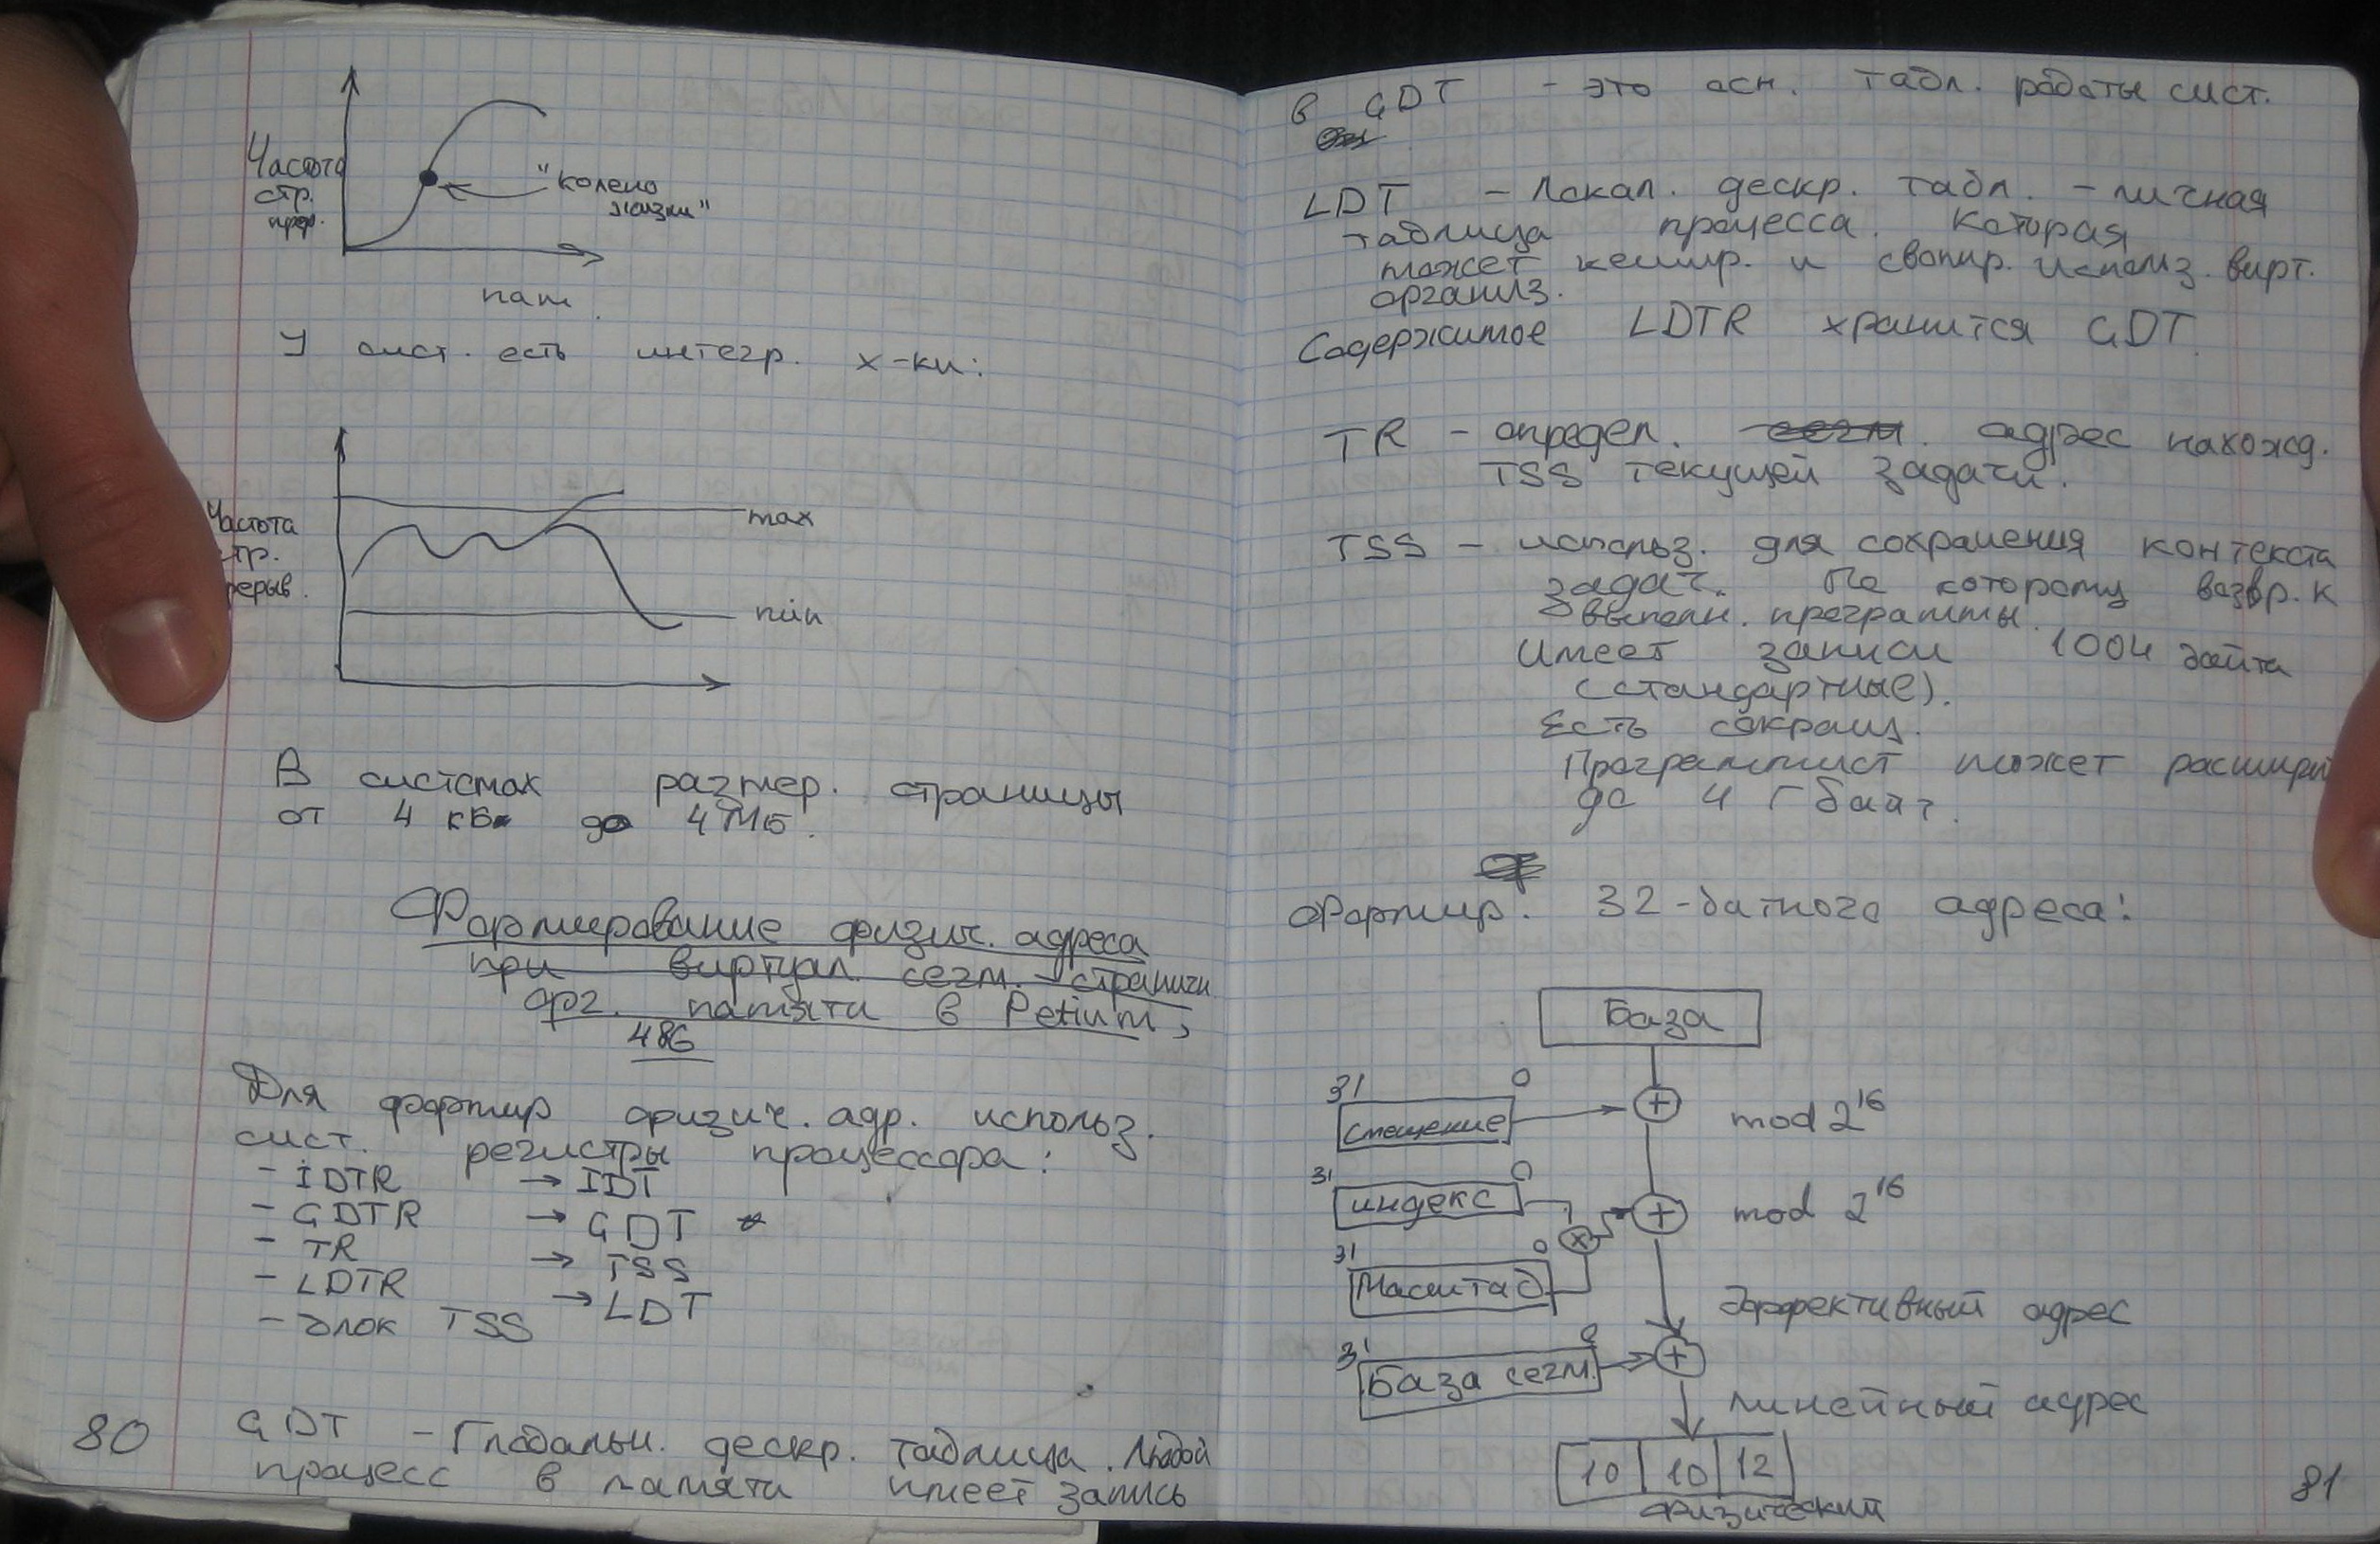 Частота
стр.
прер.
"колено
жизни"
пам.
У сист. есть интегр. х-ки:
Частота
стр.
прерыв.
max
min
В системах размер. страницы
от 4 кБ до 4 Мб.
Формирование физич. адреса
при виртуал. сегм. - страничн
орг. памяти в Petium,
486
Для формир физич. адр. использ.
сист. регистры процессора:
- IDTR → IDT
- GDTR → GDT *
- TR → TSS
- LDTR → LDT
- блок TSS
GDT - Глобальн. дескр. таблица. Любой
процесс в памяти имеет запись
80
в GDT - это осн. табл. работы сист.
LDT - Локал. дескр. табл. - личная
таблица процесса. которая
может кешир. и свопир. использ. вирт.
организ.
Содержимое LDTR хранится GDT.
TR - определ. сегм. адрес нахожд.
TSS текущей задачи.
TSS - использ. для сохранения контекста
задач. По которому возвр. к
выполн. программы.
Имеет записи 1004 байта
(стандартные).
Есть сокращ.
Программист может расширить
до 4 Гбайт.
Формир. 32-битного адреса:
База
31 0
смещение
+ mod 2^16
31 0
индекс
+ mod 2^16
x
31 0
Масштаб
Эффективный адрес
31 0
База сегм.
+
линейный адрес
10 10 12
Физический
81